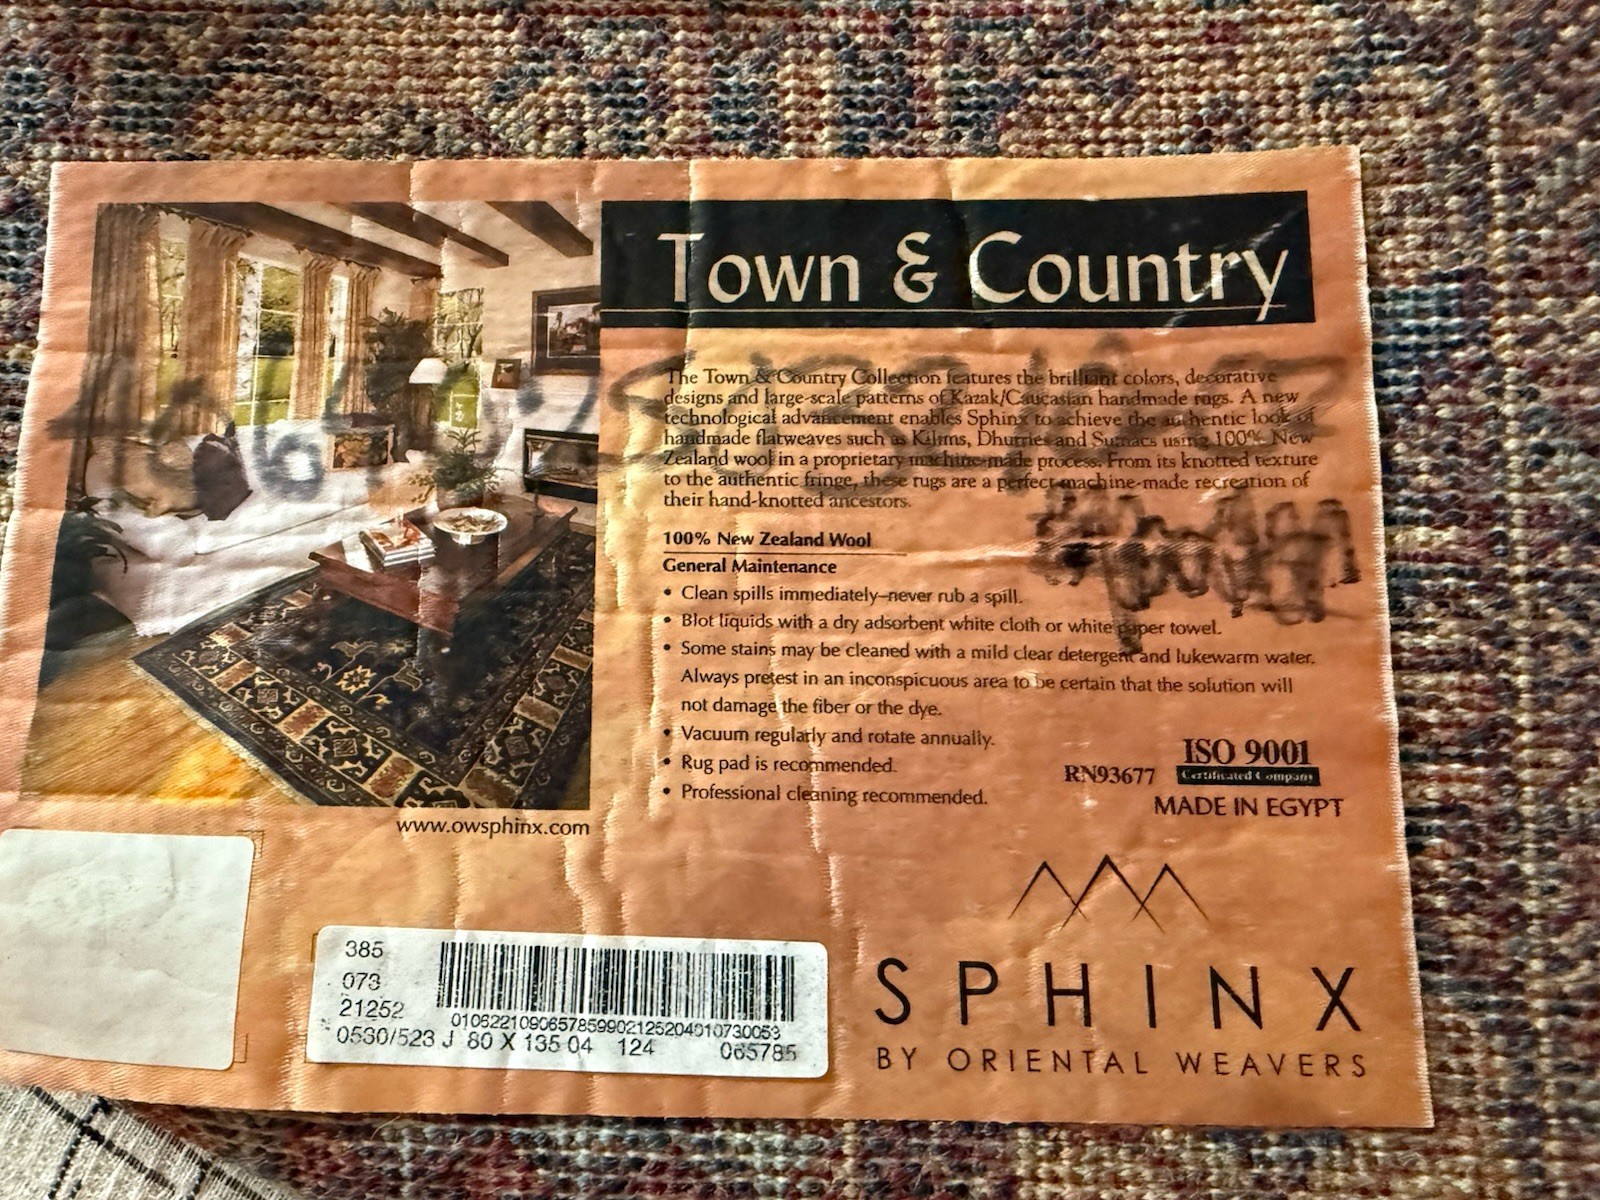 Town & Country
The Town & Country Collection features the brilliant colors, decorative
designs and large-scale patterns of Kazak/Caucasian handmade rugs. A new
technological advancement enables Sphinx to achieve the authentic look of
handmade flatweaves such as Kilims, Dhurries and Sumacs using 100% New
Zealand wool in a proprietary machine-made process. From its knotted texture
to the authentic fringe, these rugs are a perfect machine-made recreation of
their hand-knotted ancestors.
100% New Zealand Wool
General Maintenance
• Clean spills immediately–never rub a spill.
• Blot liquids with a dry adsorbent white cloth or white paper towel.
• Some stains may be cleaned with a mild clear detergent and lukewarm water.
Always pretest in an inconspicuous area to be certain that the solution will
not damage the fiber or the dye.
• Vacuum regularly and rotate annually.
• Rug pad is recommended.
• Professional cleaning recommended.
RN93677
ISO 9001
Certificated Company
MADE IN EGYPT
www.owsphinx.com
385
073
21252
0530/523 J 80 X 135 04 124 065785
SPHINX
BY ORIENTAL WEAVERS